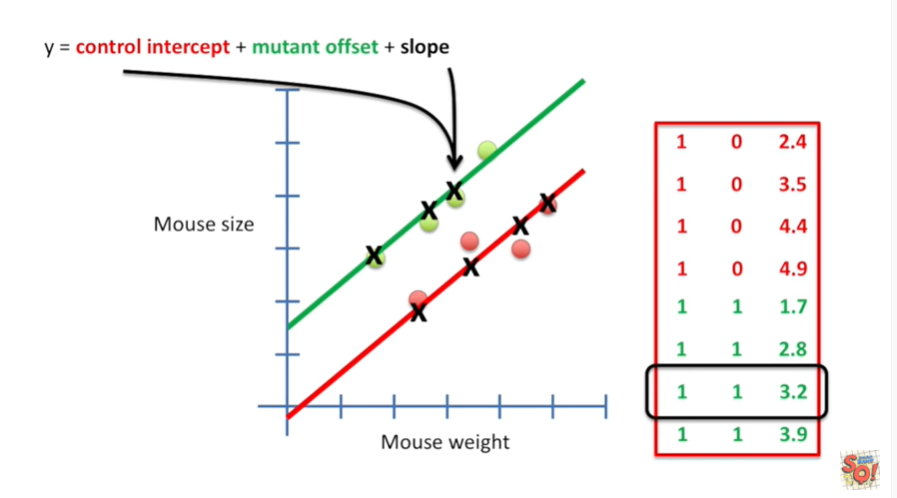 y = control intercept + mutant offset + slope
Mouse size
Mouse weight
1 0 2.4
1 0 3.5
1 0 4.4
1 0 4.9
1 1 1.7
1 1 2.8
1 1 3.2
1 1 3.9
X
X
X
X
X
X
X
SQ!